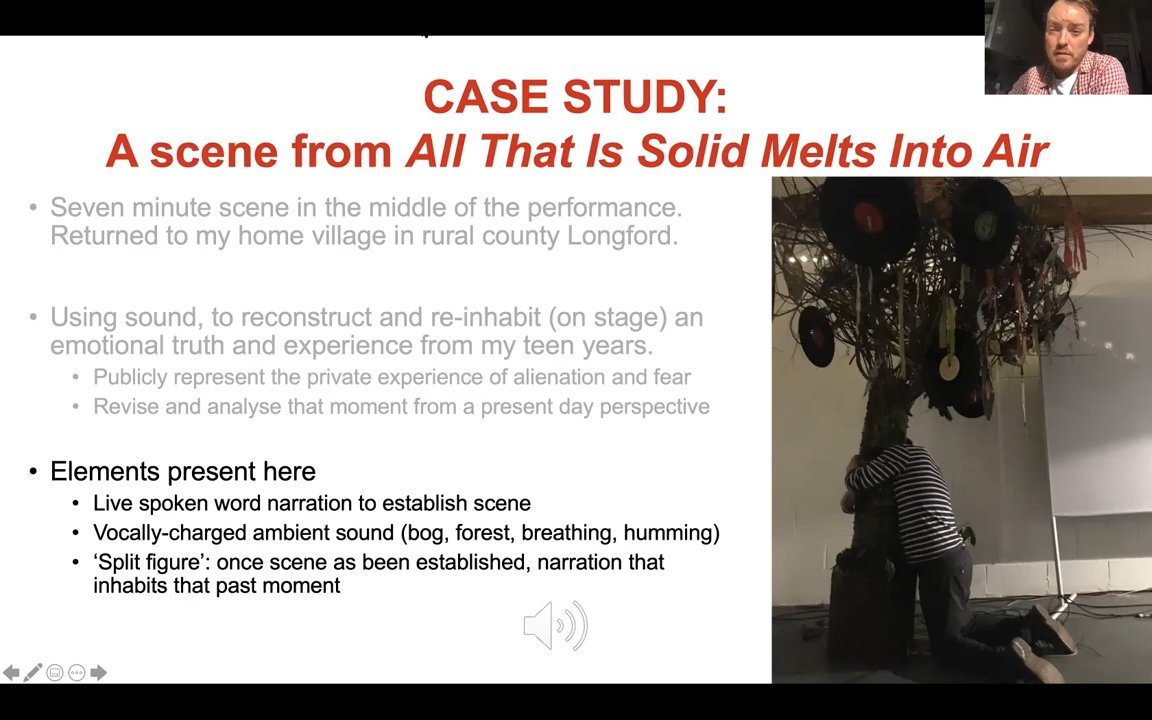 CASE STUDY:
A scene from All That Is Solid Melts Into Air
• Seven minute scene in the middle of the performance.
Returned to my home village in rural county Longford.
• Using sound, to reconstruct and re-inhabit (on stage) an
emotional truth and experience from my teen years.
• Publicly represent the private experience of alienation and fear
• Revise and analyse that moment from a present day perspective
• Elements present here
• Live spoken word narration to establish scene
• Vocally-charged ambient sound (bog, forest, breathing, humming)
• ‘Split figure’: once scene as been established, narration that
inhabits that past moment